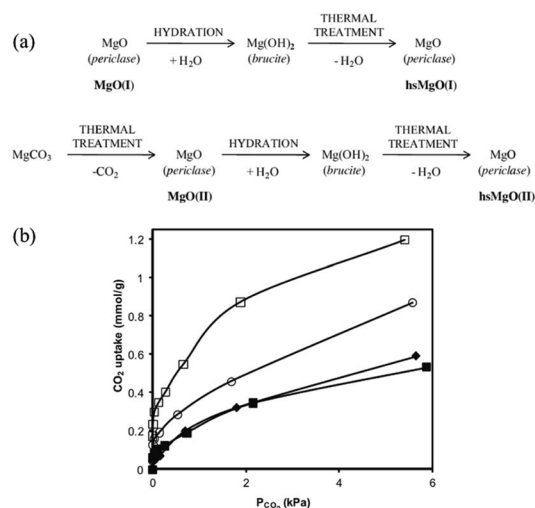 (a)
MgO HYDRATION Mg(OH)₂ THERMAL TREATMENT MgO
(periclase) +H₂O (brucite) -H₂O (periclase)
MgO(I) hsMgO(I)
MgCO₃ THERMAL TREATMENT MgO HYDRATION Mg(OH)₂ THERMAL TREATMENT MgO
-CO₂ (periclase) +H₂O (brucite) -H₂O (periclase)
MgO(II) hsMgO(II)
(b)
CO₂ uptake (mmol/g)
1.2
1
0.8
0.6
0.4
0.2
0
0 2 4 6
P_CO₂ (kPa)